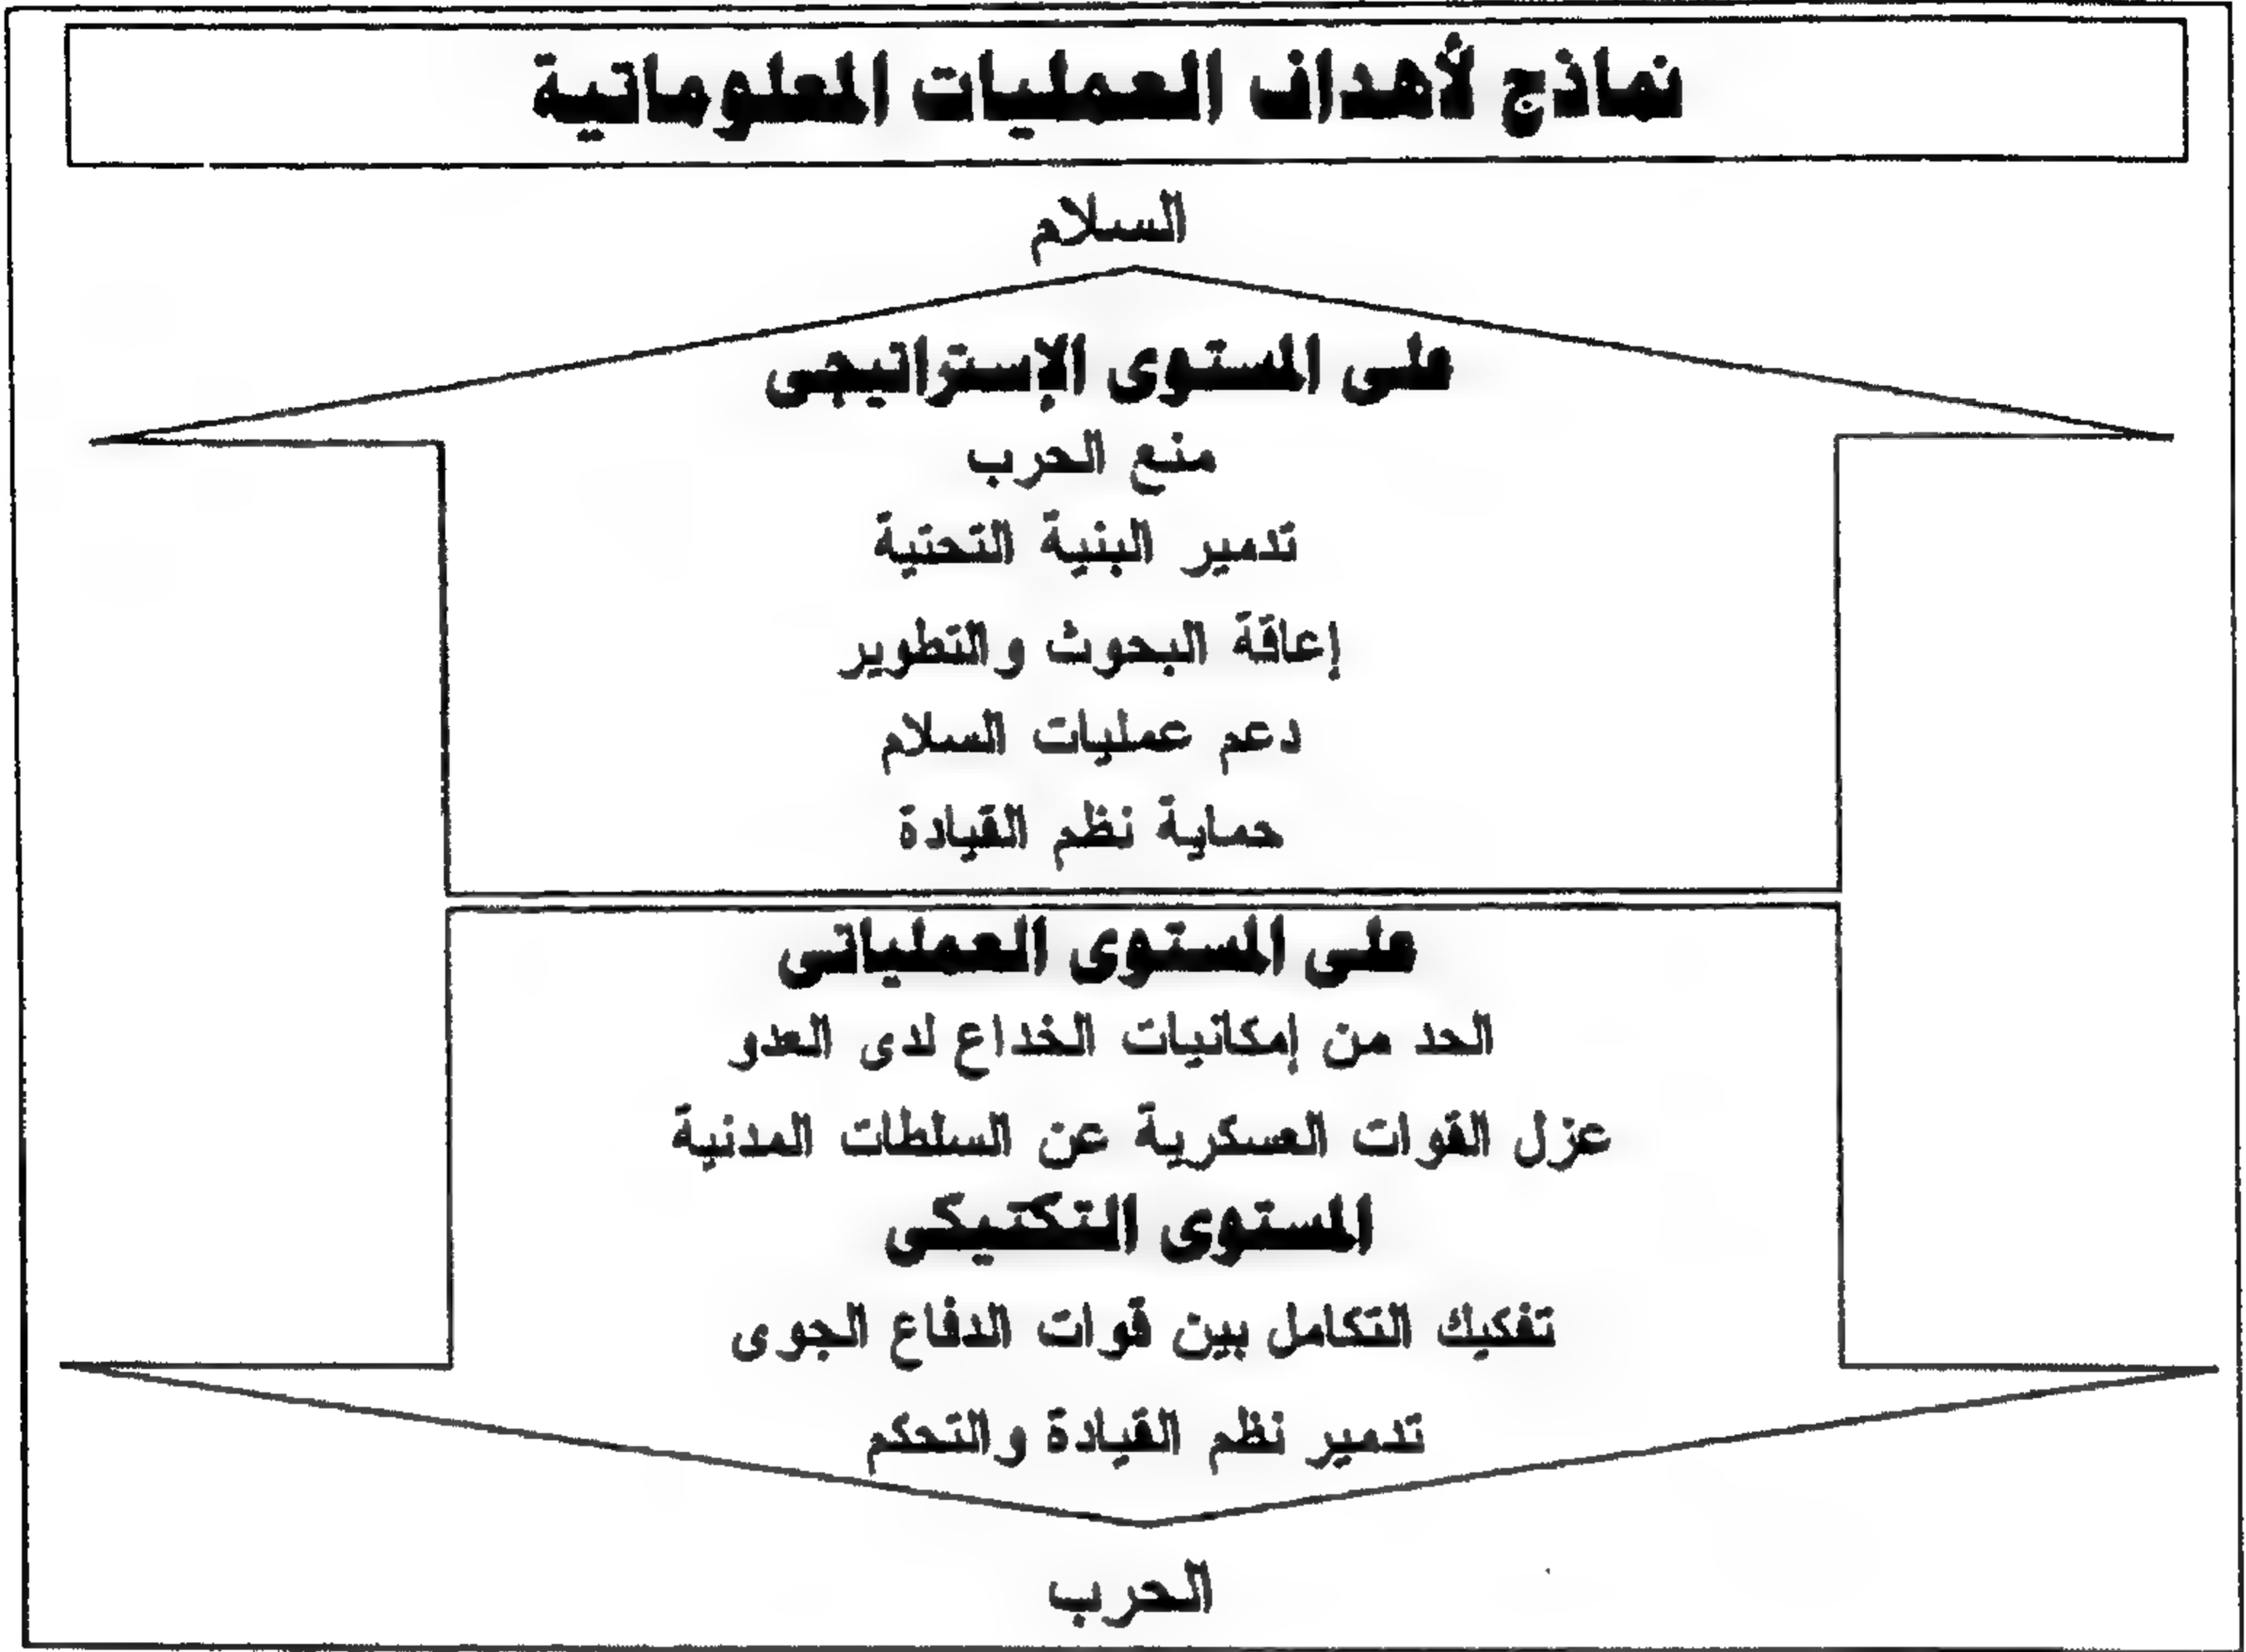 نماذج لأهداف العمليات المعلوماتية
السلام
على المستوى الإستراتيجى
منع الحرب
تدمير البنية التحتية
إعاقة البحوث والتطوير
دعم عمليات السلام
حماية نظم القيادة
على المستوى العملياتى
الحد من إمكانيات الخداع لدى العدو
عزل القوات العسكرية عن السلطات المدنية
المستوى التكتيكى
تفكيك التكامل بين قوات الدفاع الجوى
تدمير نظم القيادة والتحكم
الحرب